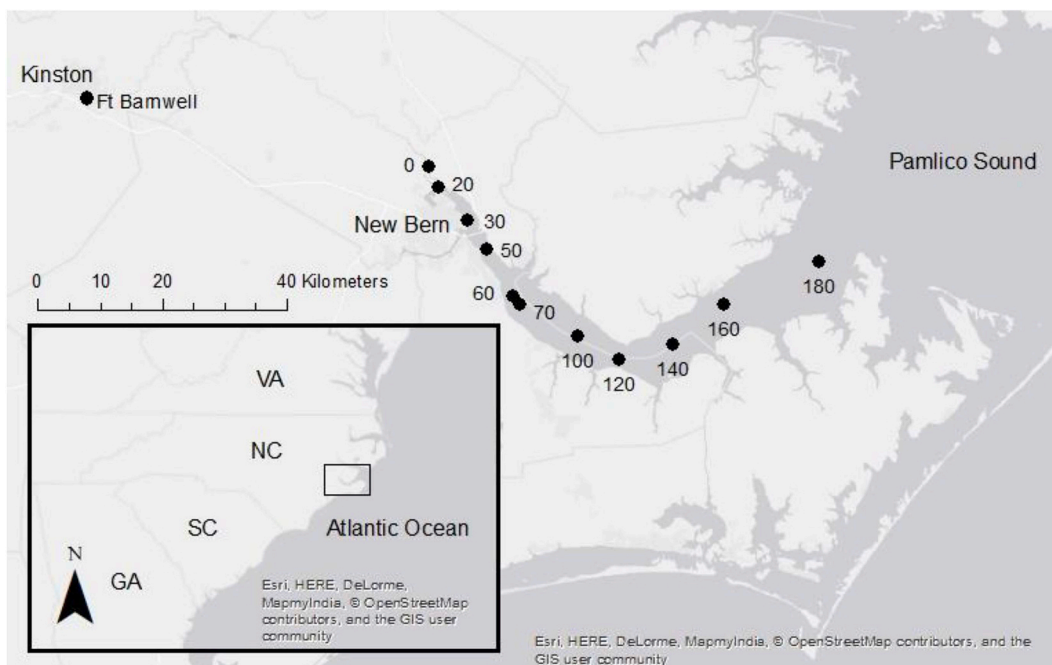 Kinston
Ft Barnwell
0
20
Pamlico Sound
New Bern
30
50
0 10 20 40 Kilometers
60
70
180
160
100
140
120
VA
NC
SC
Atlantic Ocean
N
GA
Esri, HERE, DeLorme,
MapmyIndia, © OpenStreetMap
contributors, and the GIS user
community
Esri, HERE, DeLorme, MapmyIndia, © OpenStreetMap contributors, and the
GIS user community